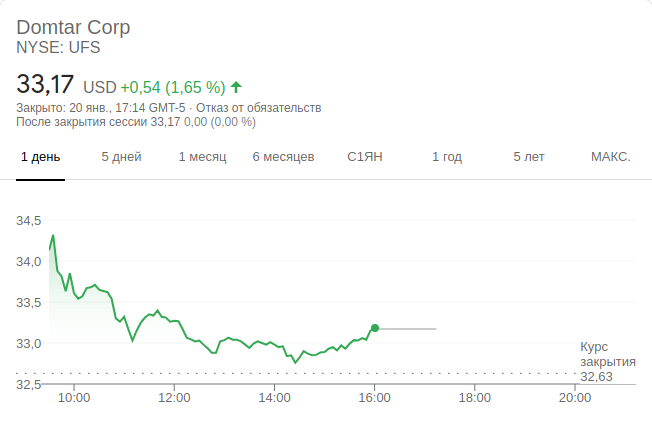 Domtar Corp
NYSE: UFS
33,17 USD +0,54 (1,65 %)
Закрыто: 20 янв., 17:14 GMT-5 · Отказ от обязательств
После закрытия сессии 33,17 0,00 (0,00 %)
1 день 5 дней 1 месяц 6 месяцев С1ЯН 1 год 5 лет МАКС.
34,5
34,0
33,5
33,0
Курс
закрытия
32,63
32,5
10:00 12:00 14:00 16:00 18:00 20:00